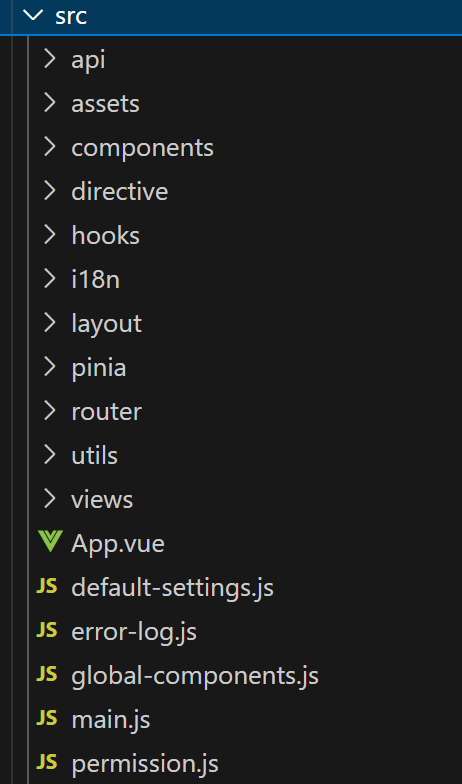 src
api
assets
components
directive
hooks
i18n
layout
pinia
router
utils
views
App.vue
JS default-settings.js
JS error-log.js
JS global-components.js
JS main.js
JS permission.js